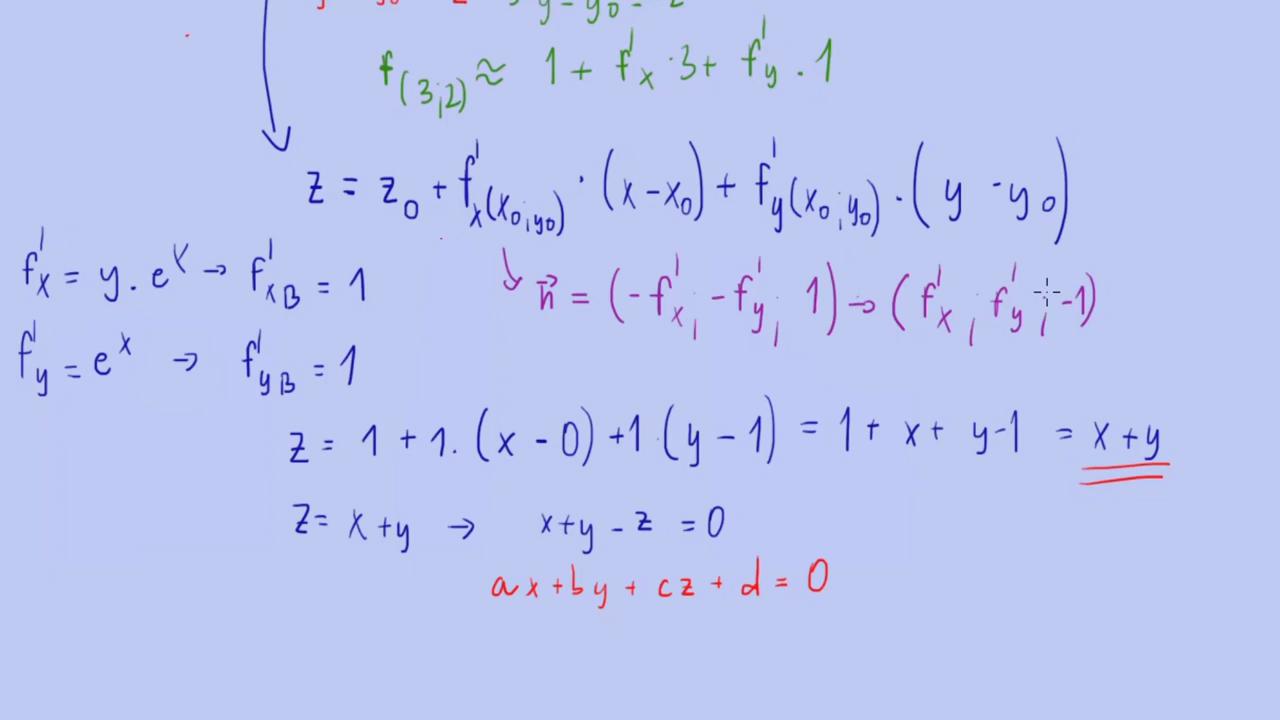 f(3;2) ≈ 1 + f'x · 3 + f'y · 1
z = z0 + f'x(x0;y0) · (x - x0) + f'y(x0;y0) · (y - y0)
f'x = y · e^x → f'xB = 1
n⃗ = (-f'x; -f'y; 1) → (f'x; f'y; -1)
f'y = e^x → f'yB = 1
z = 1 + 1 · (x - 0) + 1 · (y - 1) = 1 + x + y - 1 = x + y
z = x + y → x + y - z = 0
ax + by + cz + d = 0